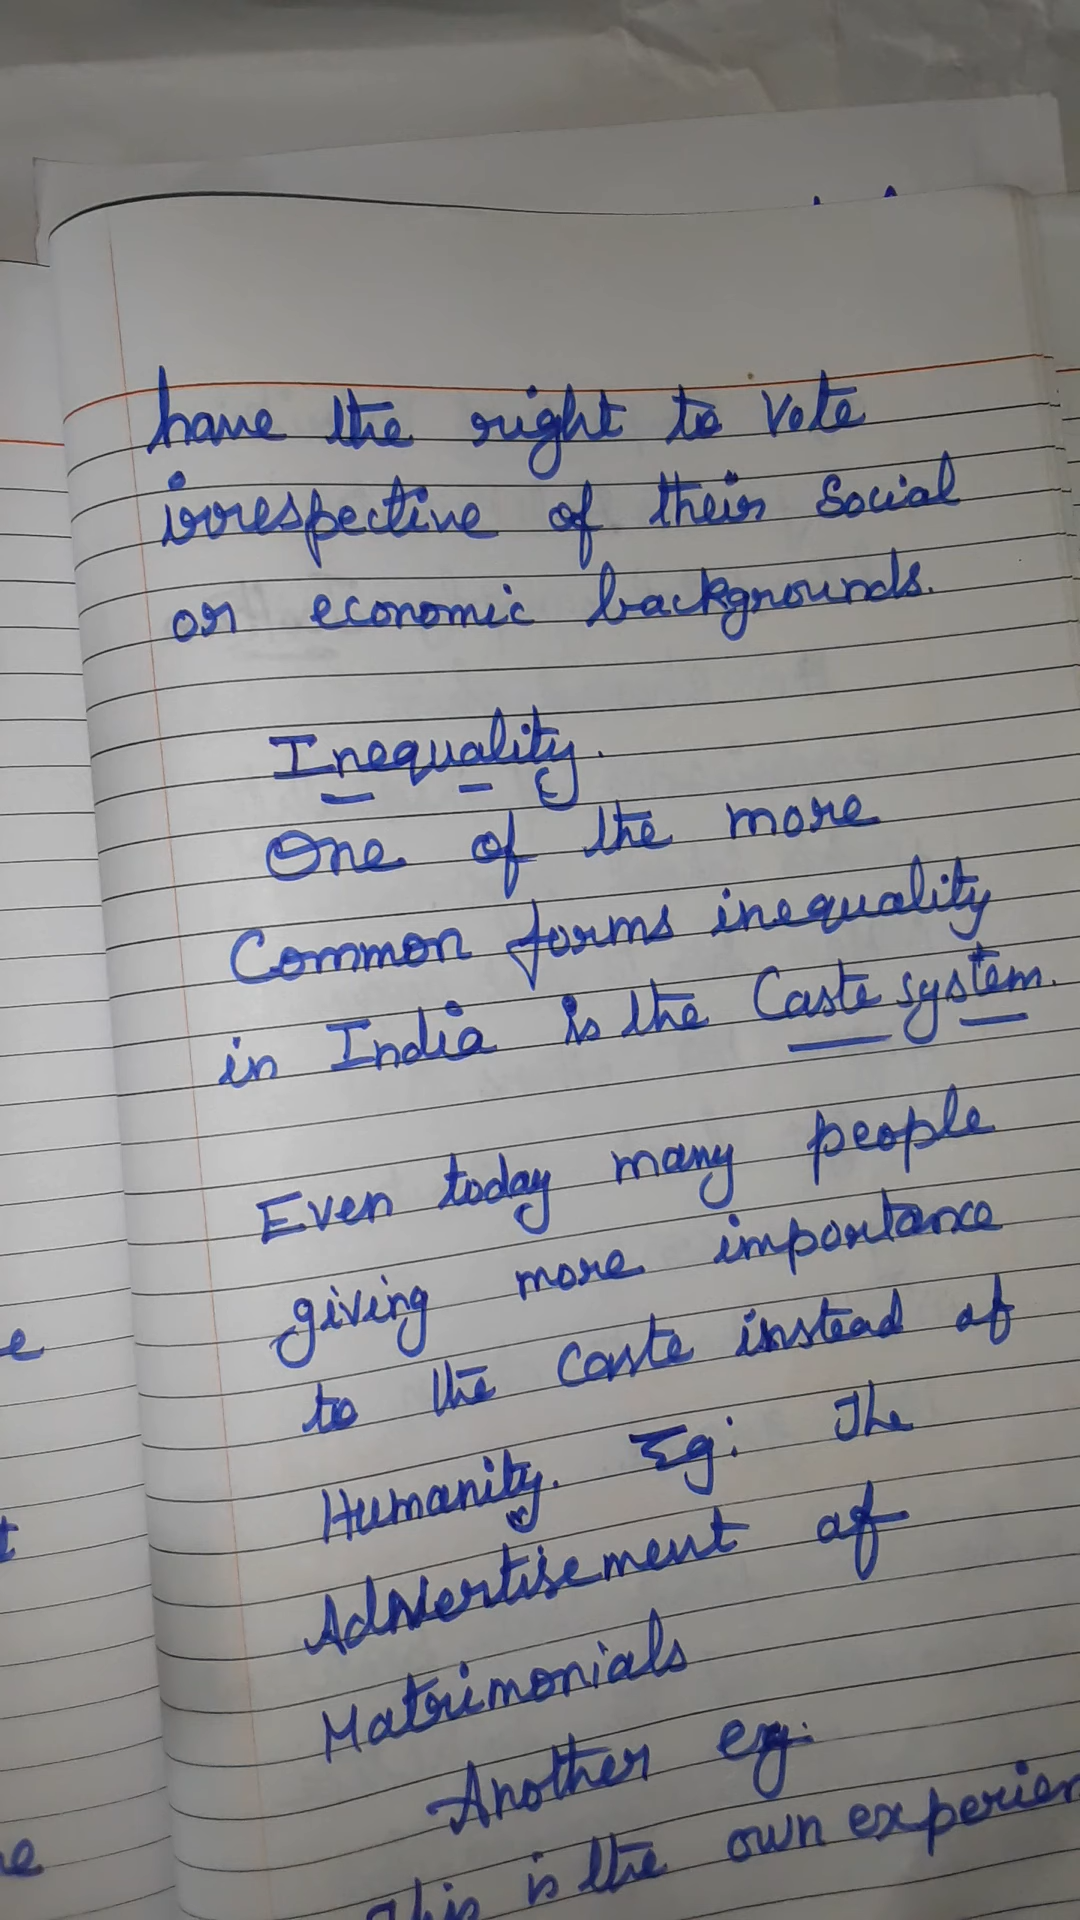 have the right to vote
irrespective of their Social
or economic backgrounds.
Inequality.
One of the more
Common forms inequality
in India is the Caste system.
Even today many people
giving more importance
to the caste instead of
Humanity. Eg: The
Advertisement of
Matrimonials
Another eg:
This is the own experien